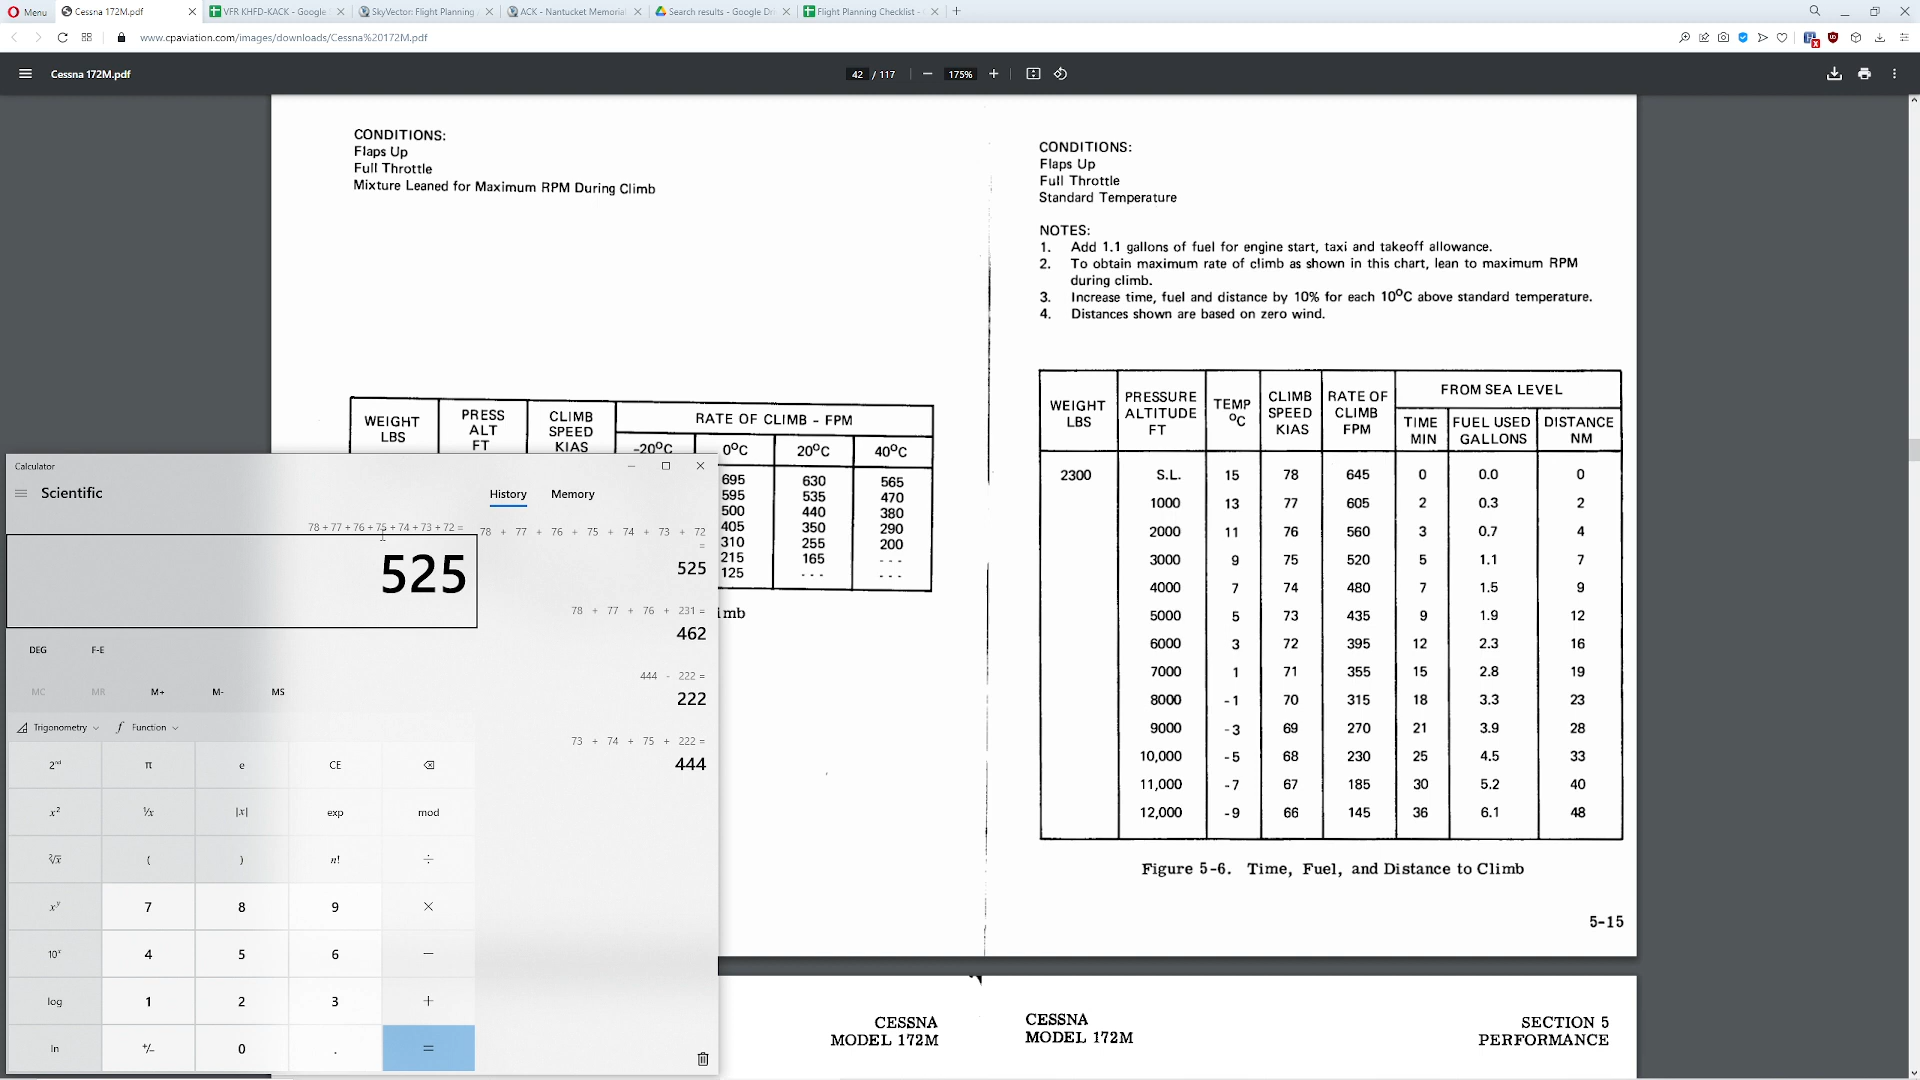 Menu
Cessna 172M.pdf
VFR KHFD-KACK - Google
SkyVector: Flight Planning
ACK - Nantucket Memorial
Search results - Google Dri
Flight Planning Checklist -
www.cpaviation.com/images/downloads/Cessna%20172M.pdf
Cessna 172M.pdf
42 / 117
175%
CONDITIONS:
Flaps Up
Full Throttle
Mixture Leaned for Maximum RPM During Climb
WEIGHT LBS PRESS ALT FT CLIMB SPEED KIAS RATE OF CLIMB - FPM
-20°C 0°C 20°C 40°C
695 630 565
595 535 470
500 440 380
405 350 290
310 255 200
215 165 - - -
125 - - - - - -
CONDITIONS:
Flaps Up
Full Throttle
Standard Temperature
NOTES:
1. Add 1.1 gallons of fuel for engine start, taxi and takeoff allowance.
2. To obtain maximum rate of climb as shown in this chart, lean to maximum RPM
during climb.
3. Increase time, fuel and distance by 10% for each 10°C above standard temperature.
4. Distances shown are based on zero wind.
WEIGHT LBS PRESSURE ALTITUDE FT TEMP °C CLIMB SPEED KIAS RATE OF CLIMB FPM FROM SEA LEVEL
TIME MIN FUEL USED GALLONS DISTANCE NM
2300 S.L. 15 78 645 0 0.0 0
1000 13 77 605 2 0.3 2
2000 11 76 560 3 0.7 4
3000 9 75 520 5 1.1 7
4000 7 74 480 7 1.5 9
5000 5 73 435 9 1.9 12
6000 3 72 395 12 2.3 16
7000 1 71 355 15 2.8 19
8000 -1 70 315 18 3.3 23
9000 -3 69 270 21 3.9 28
10,000 -5 68 230 25 4.5 33
11,000 -7 67 185 30 5.2 40
12,000 -9 66 145 36 6.1 48
Figure 5-6. Time, Fuel, and Distance to Climb
5-15
CESSNA
MODEL 172M
CESSNA
MODEL 172M
SECTION 5
PERFORMANCE
Calculator
Scientific
78 + 77 + 76 + 75 + 74 + 73 + 72 =
525
DEG F-E
MC MR M+ M- MS
Trigonometry Function
2ⁿᵈ π e CE
x² ¹/x |x| exp mod
²√x ( ) n! ÷
xʸ 7 8 9 ×
10ˣ 4 5 6 −
log 1 2 3 +
ln +/− 0 . =
History Memory
78 + 77 + 76 + 75 + 74 + 73 + 72
=
525
78 + 77 + 76 + 231 =
462
444 - 222 =
222
73 + 74 + 75 + 222 =
444